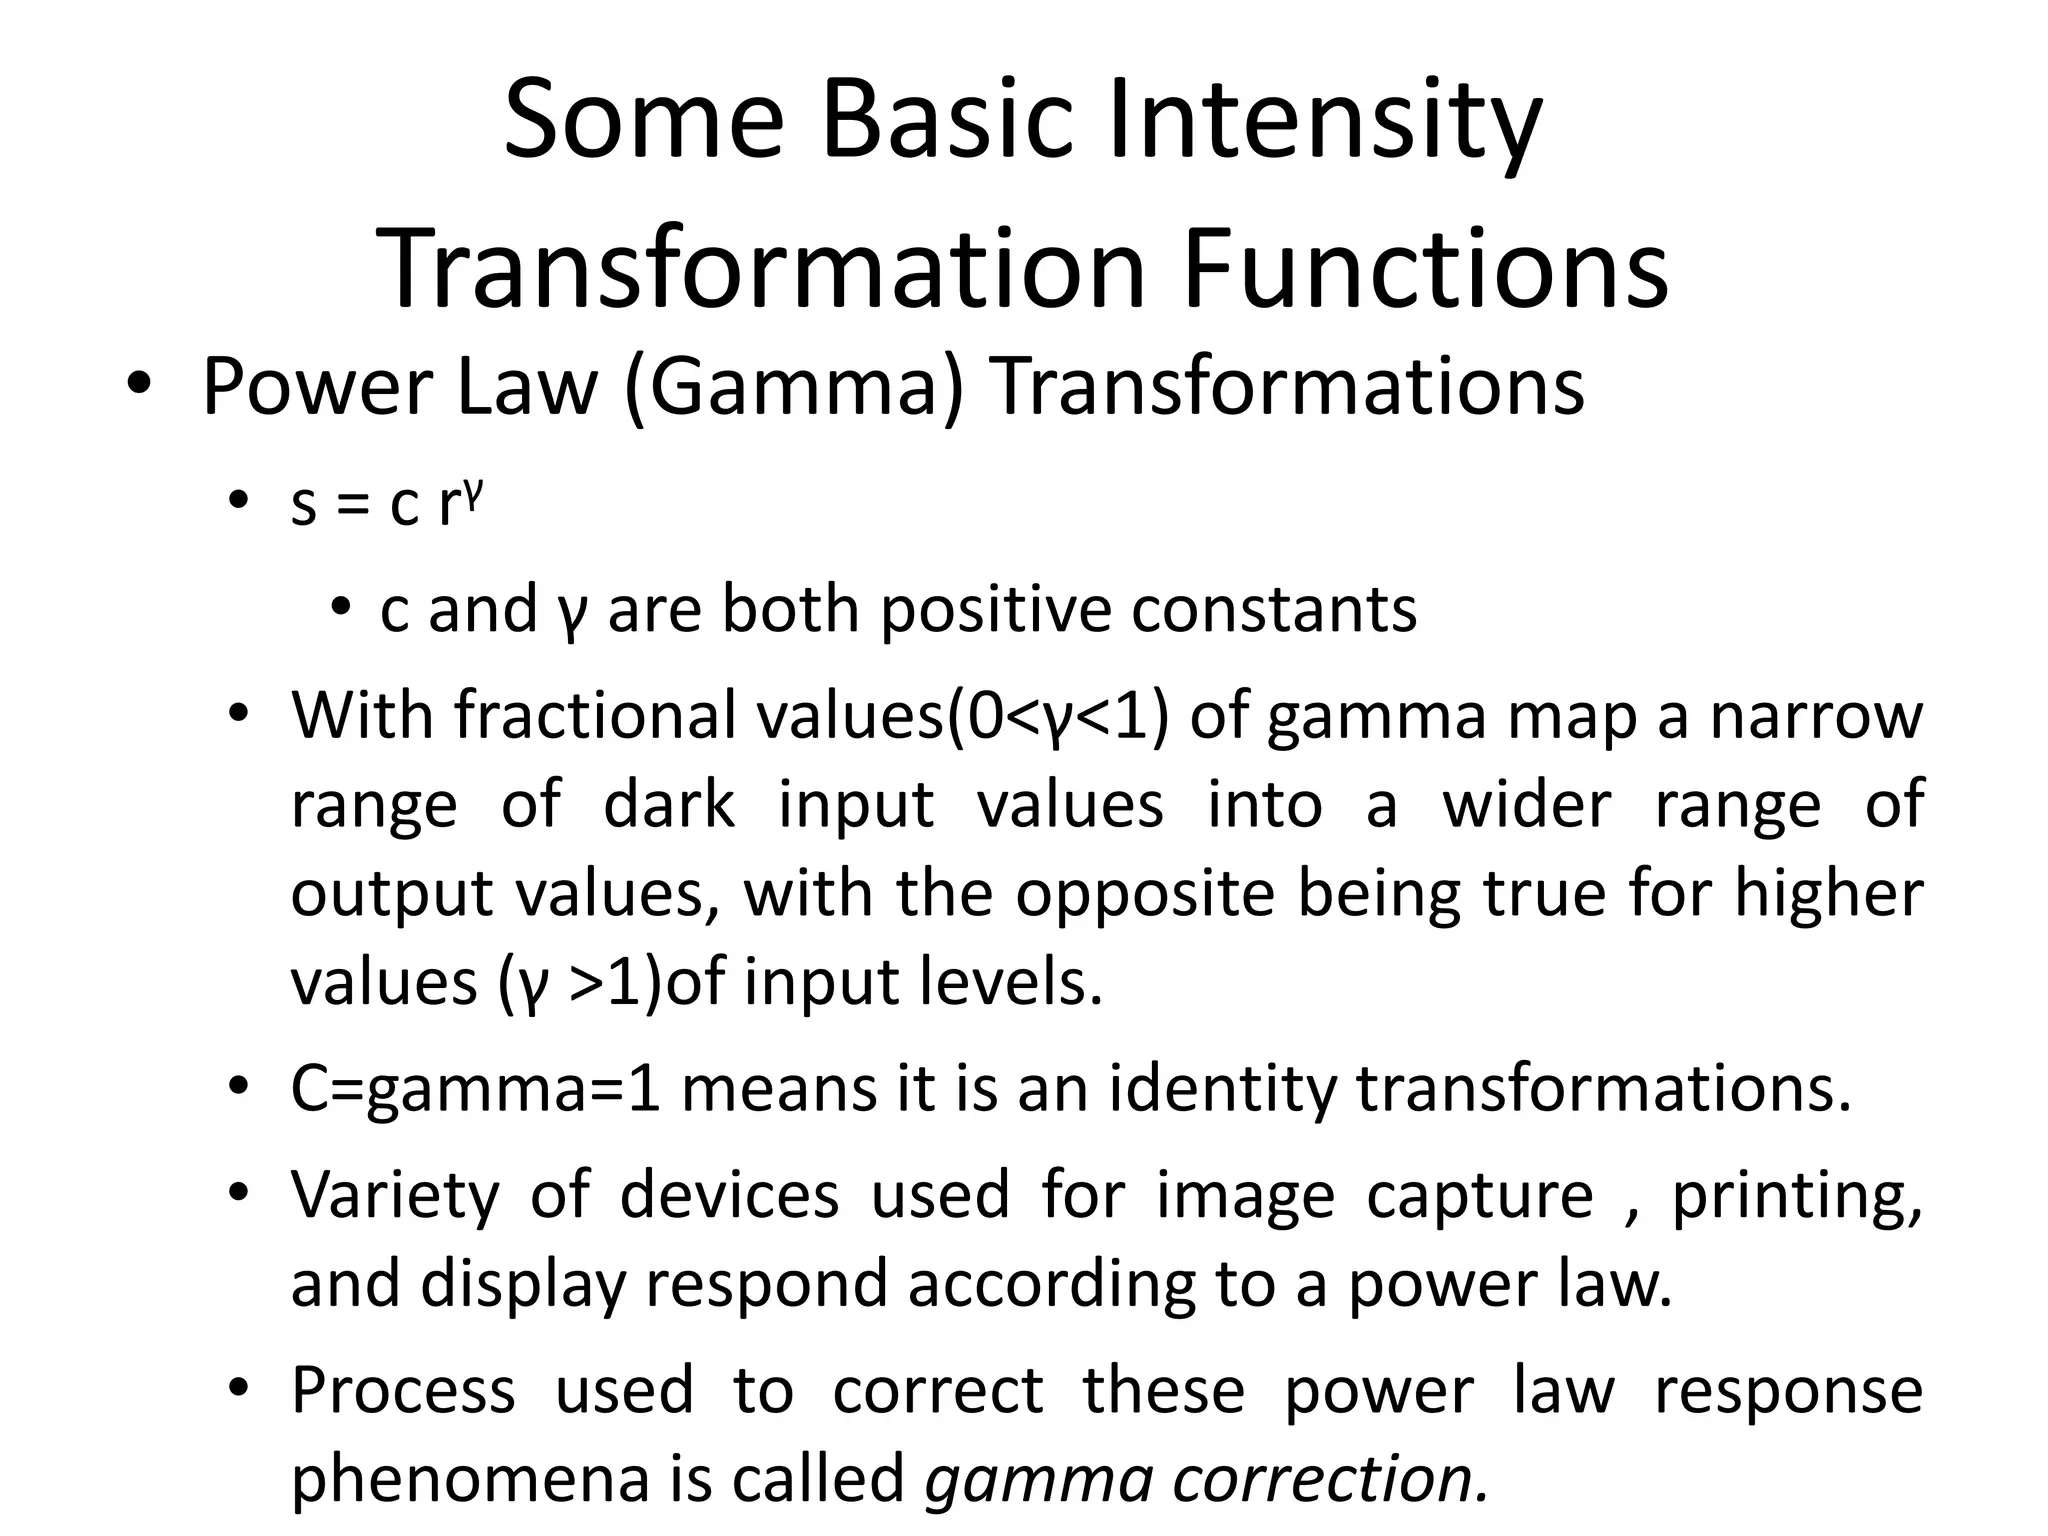 Some Basic Intensity
Transformation Functions
• Power Law (Gamma) Transformations
• s = c rᵞ
• c and γ are both positive constants
• With fractional values(0<γ<1) of gamma map a narrow
range of dark input values into a wider range of
output values, with the opposite being true for higher
values (γ >1)of input levels.
• C=gamma=1 means it is an identity transformations.
• Variety of devices used for image capture , printing,
and display respond according to a power law.
• Process used to correct these power law response
phenomena is called gamma correction.